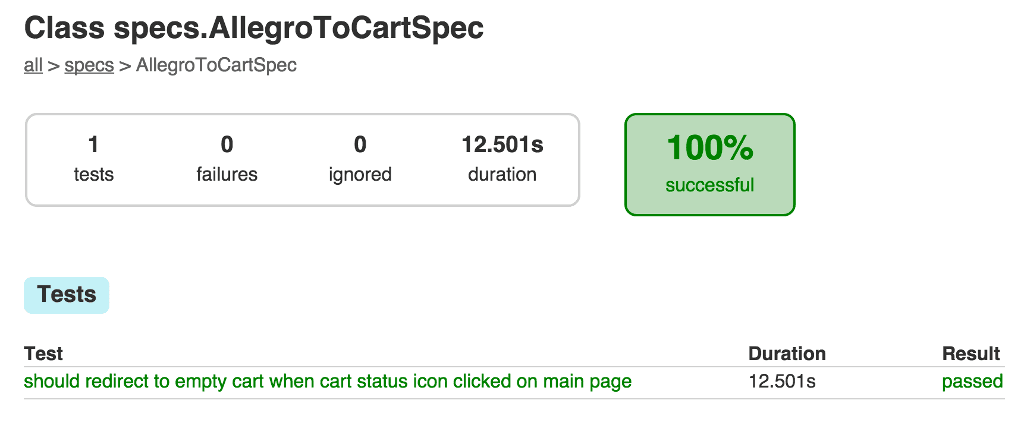 Class specs.AllegroToCartSpec
all > specs > AllegroToCartSpec
1 0 0 12.501s 100%
tests failures ignored duration successful
Tests
Test Duration Result
should redirect to empty cart when cart status icon clicked on main page 12.501s passed